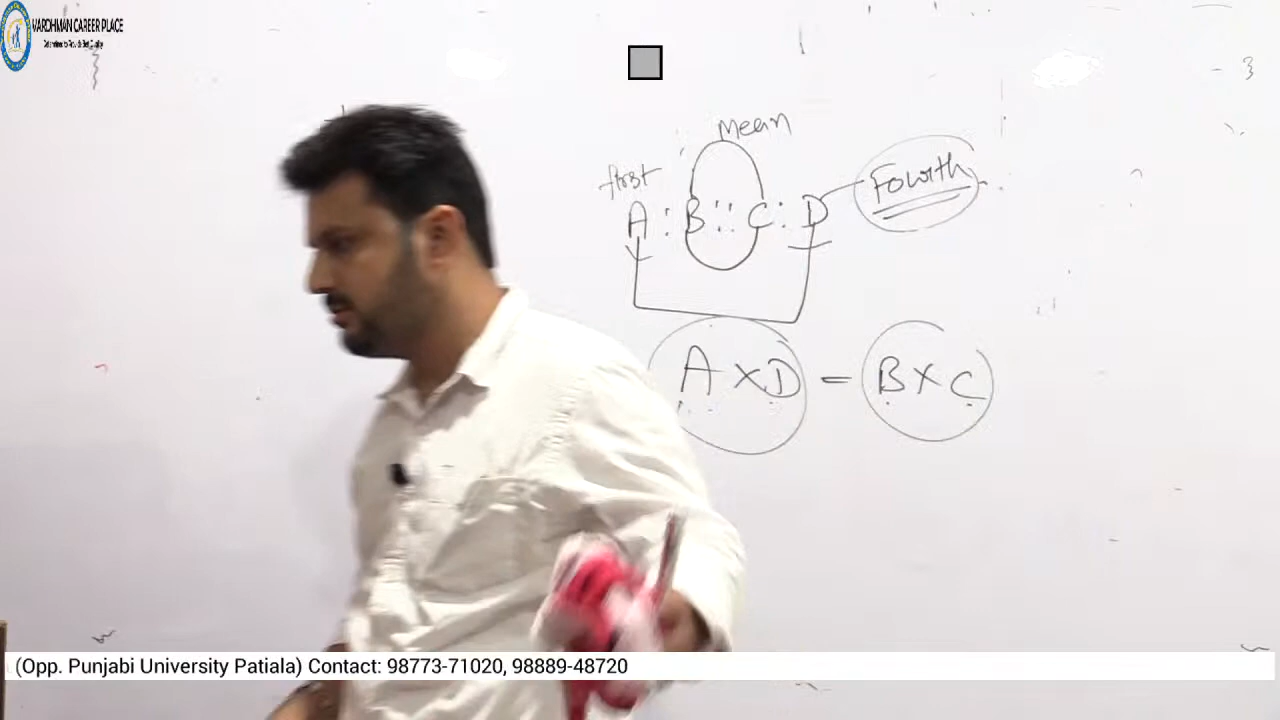 VARDHMAN CAREER PLACE
Mean
first
A : B :: C : D
Fourth
A × D = B × C
(Opp. Punjabi University Patiala) Contact: 98773-71020, 98889-48720